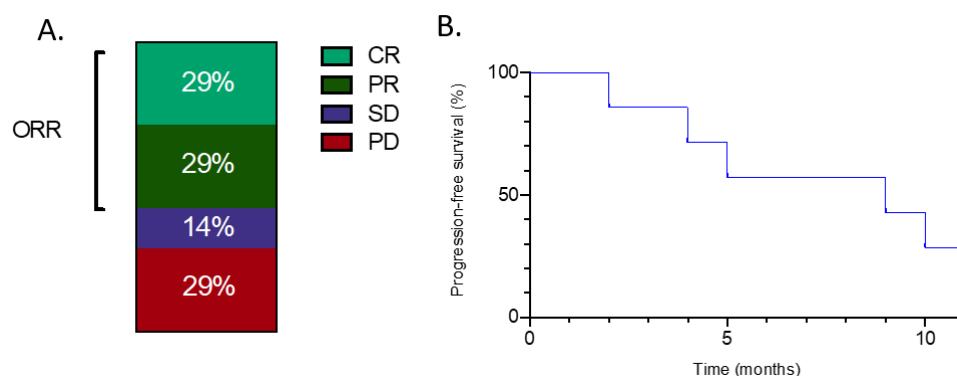 A.
ORR
29%
29%
14%
29%
CR
PR
SD
PD
B.
Progression-free survival (%)
100
50
0
0
5
10
Time (months)